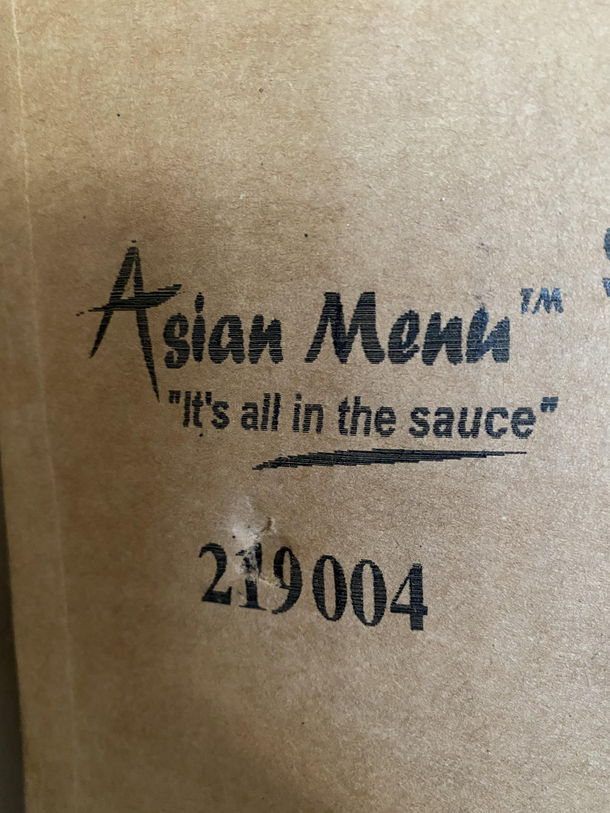 Asian Menu™
"It's all in the sauce"
219004